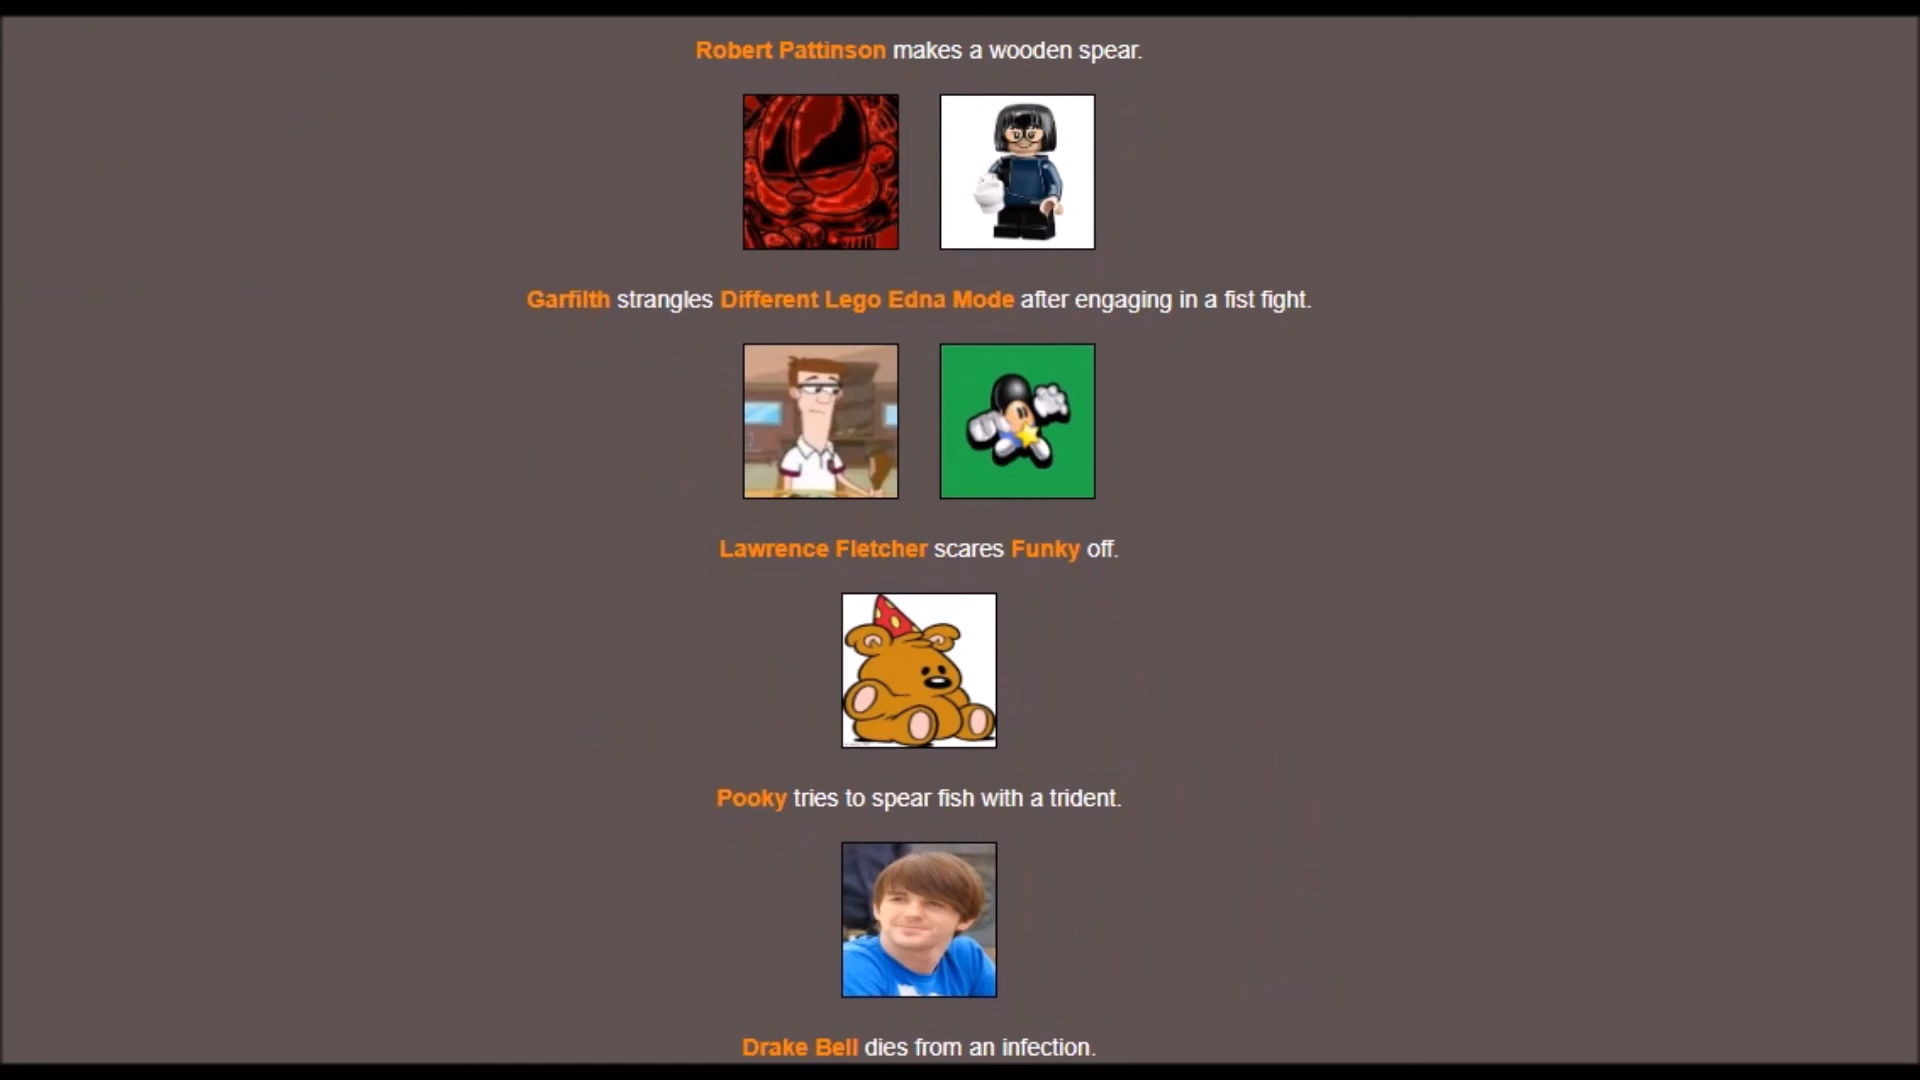 Robert Pattinson makes a wooden spear.
Garfilth strangles Different Lego Edna Mode after engaging in a fist fight.
Lawrence Fletcher scares Funky off.
Pooky tries to spear fish with a trident.
Drake Bell dies from an infection.